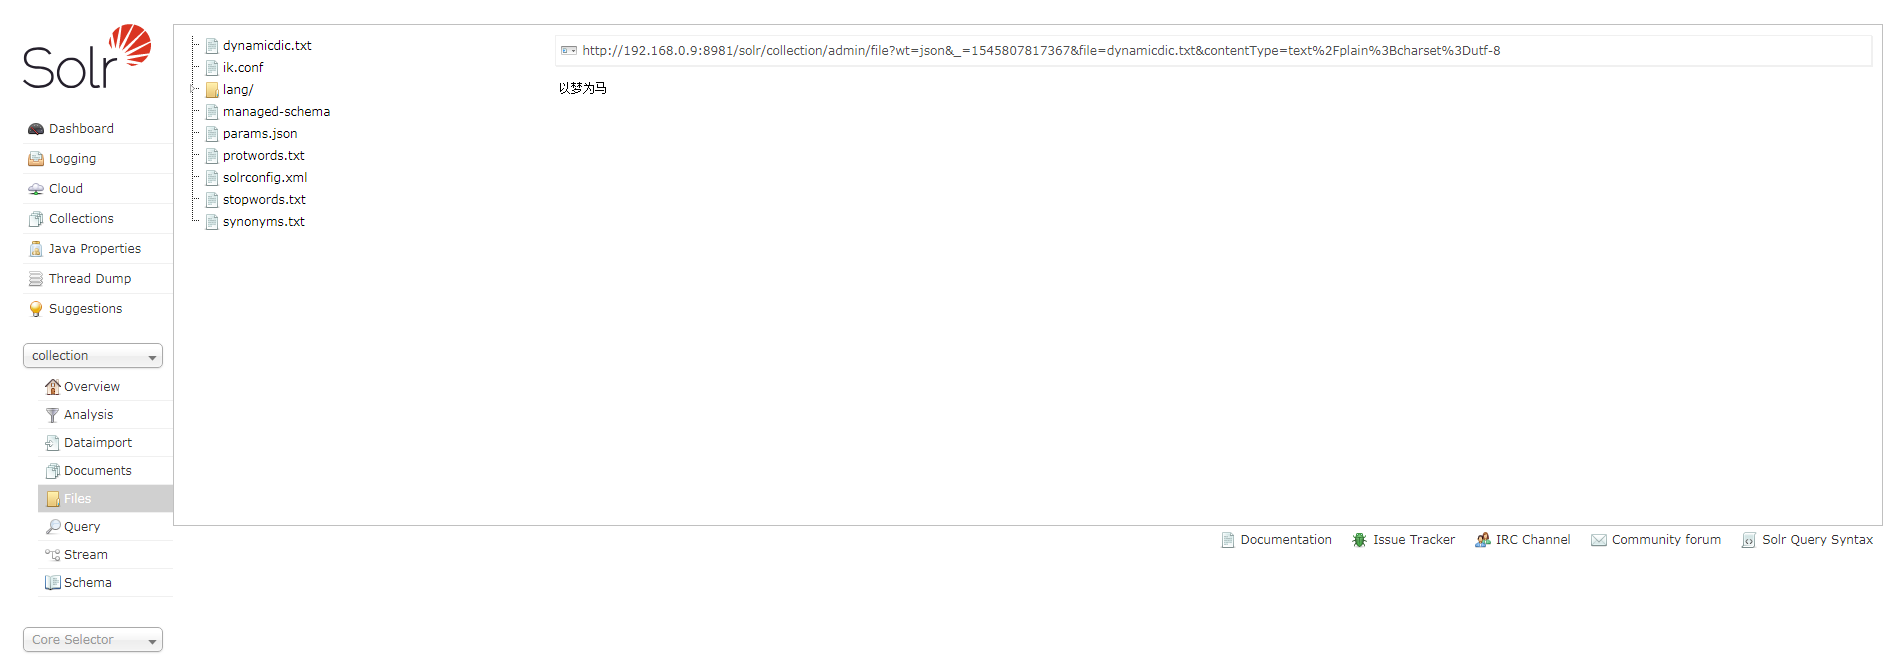 Solr
Dashboard
Logging
Cloud
Collections
Java Properties
Thread Dump
Suggestions
collection
Overview
Analysis
Dataimport
Documents
Files
Query
Stream
Schema
Core Selector
dynamicdic.txt
ik.conf
lang/
managed-schema
params.json
protwords.txt
solrconfig.xml
stopwords.txt
synonyms.txt
http://192.168.0.9:8981/solr/collection/admin/file?wt=json&_=1545807817367&file=dynamicdic.txt&contentType=text%2Fplain%3Bcharset%3Dutf-8
以梦为马
Documentation
Issue Tracker
IRC Channel
Community forum
Solr Query Syntax